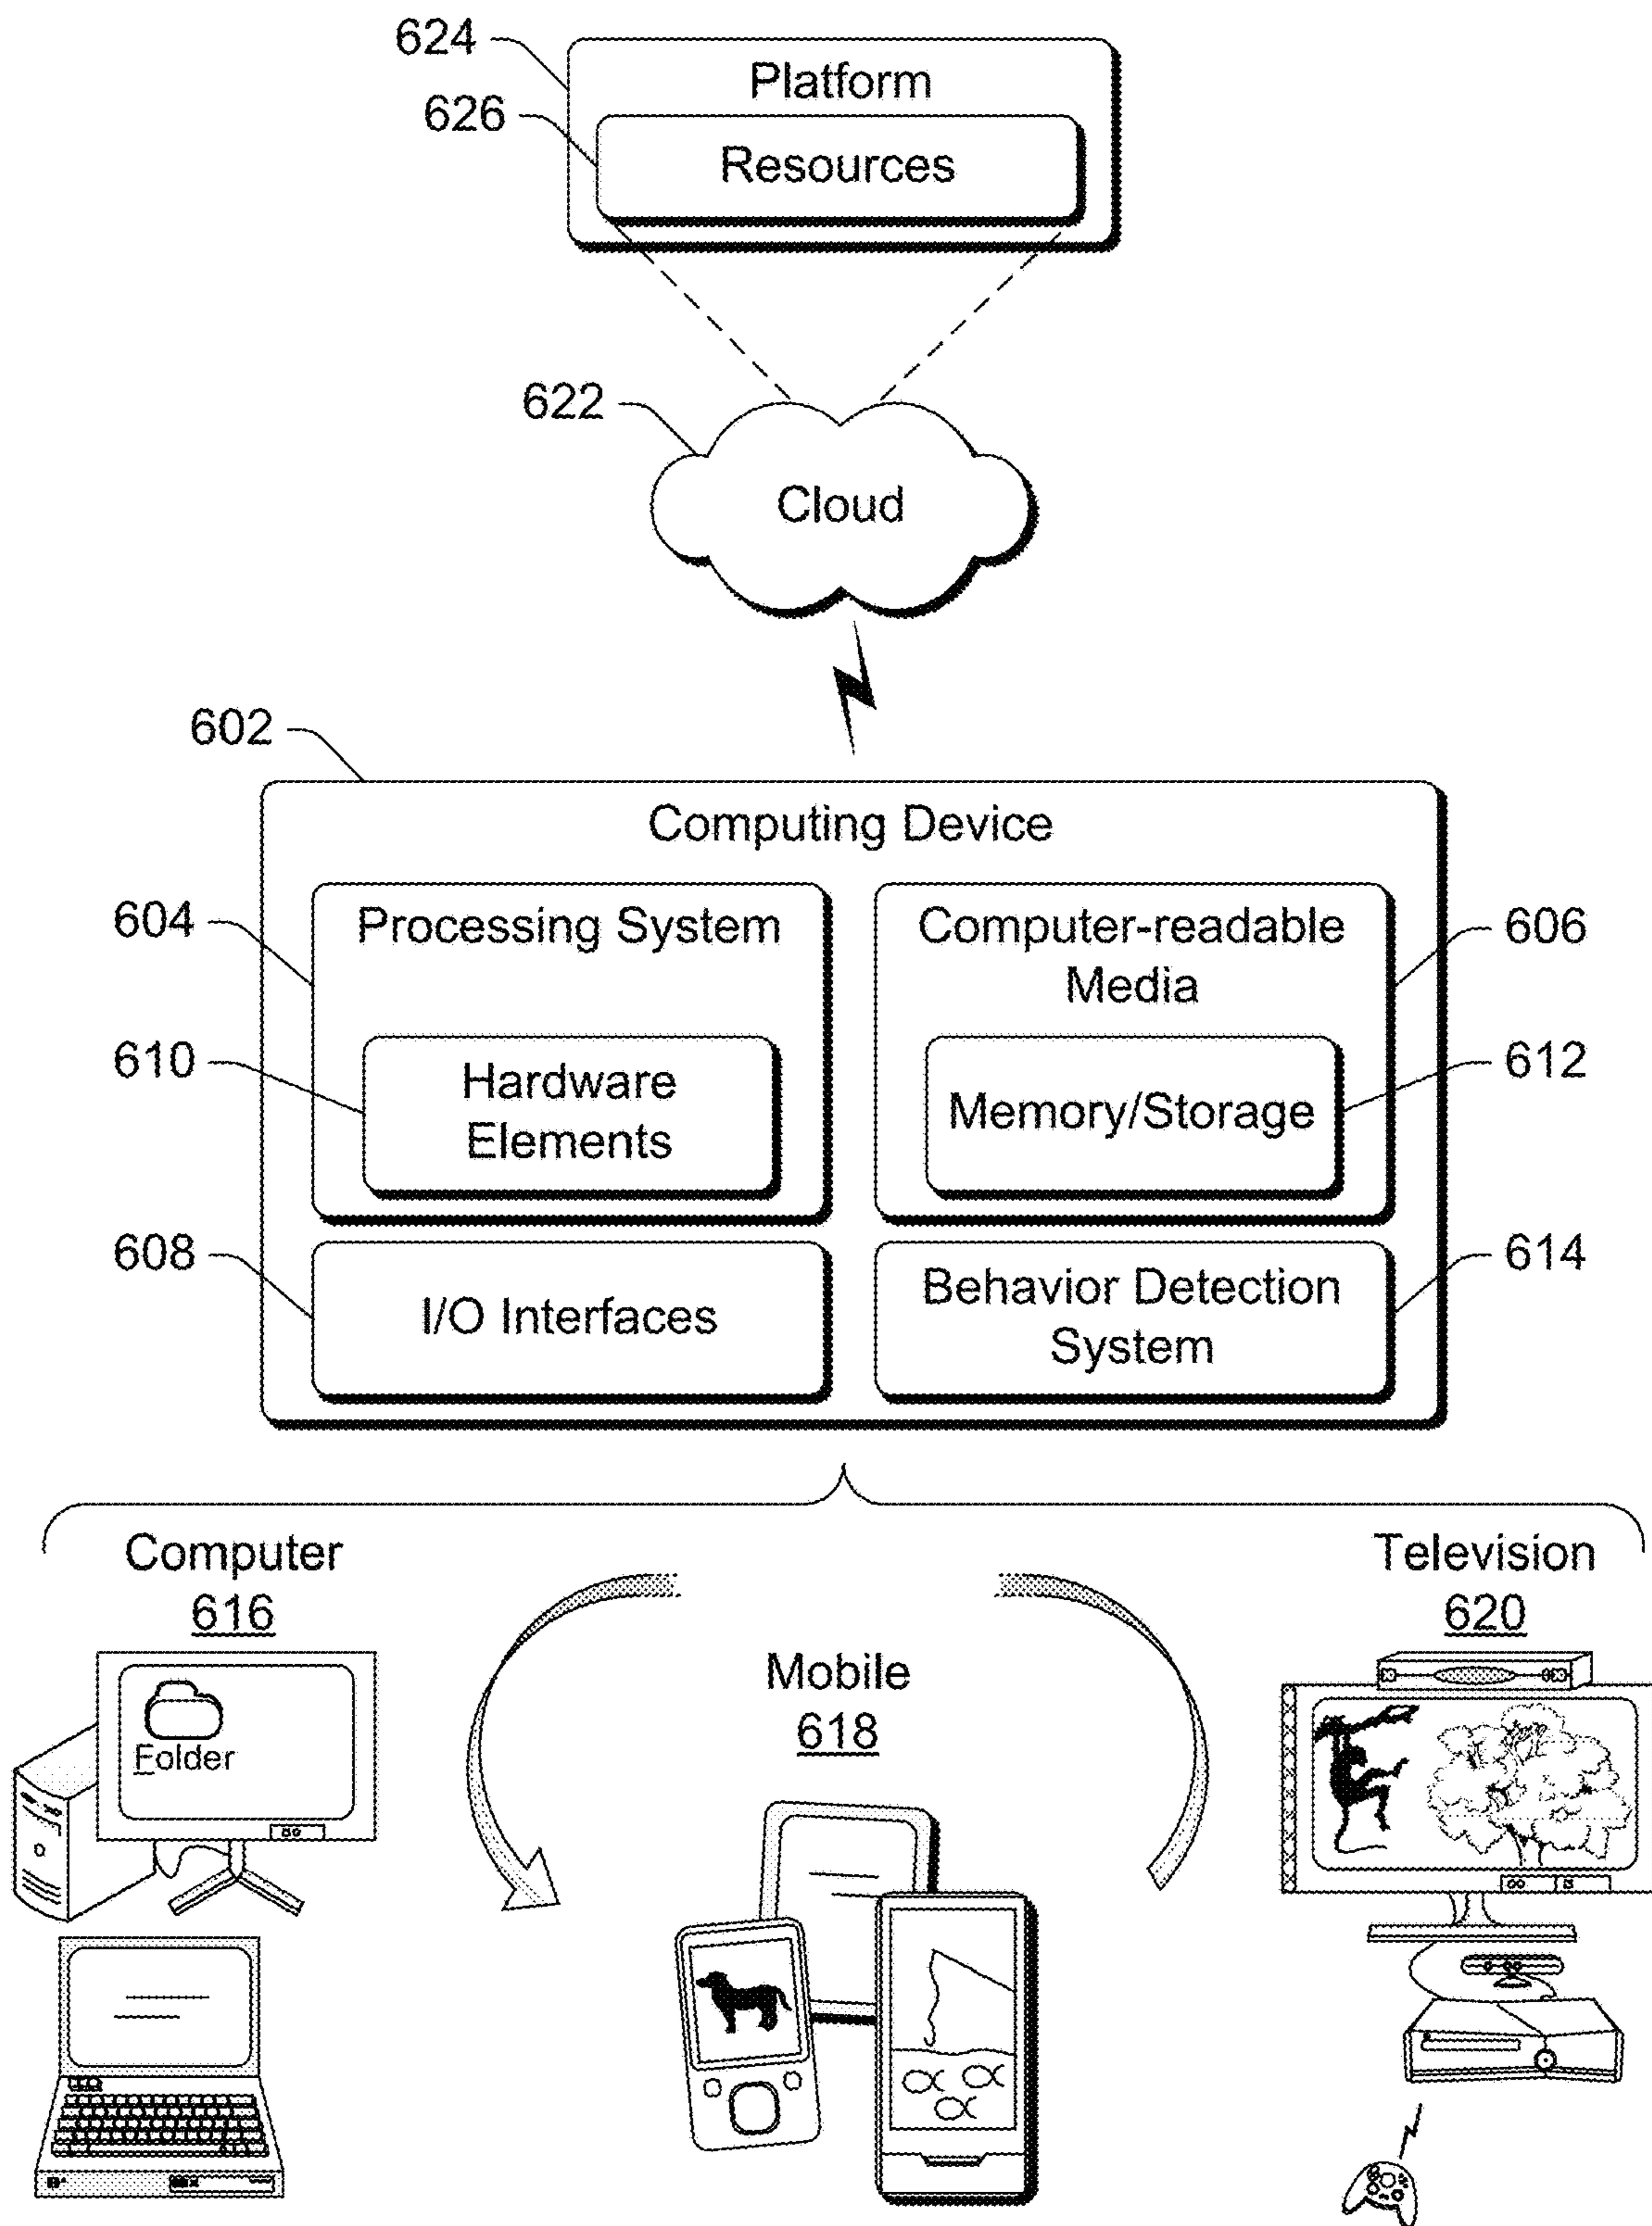 624
Platform
626
Resources
622
Cloud
602
Computing Device
604
Processing System
Computer-readable
Media
606
610
Hardware
Elements
Memory/Storage
612
608
I/O Interfaces
Behavior Detection
System
614
Computer
616
Folder
Mobile
618
Television
620